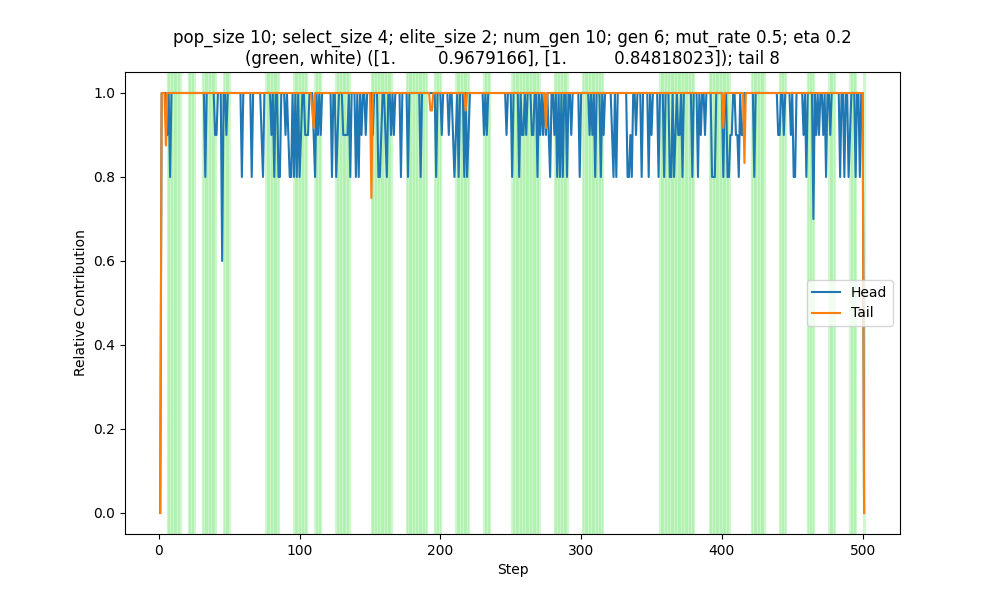 pop_size 10; select_size 4; elite_size 2; num_gen 10; gen 6; mut_rate 0.5; eta 0.2
(green, white) ([1.        0.9679166], [1.         0.84818023]); tail 8
1.0
0.8
0.6
0.4
0.2
0.0
Relative Contribution
Head
Tail
0 100 200 300 400 500
Step